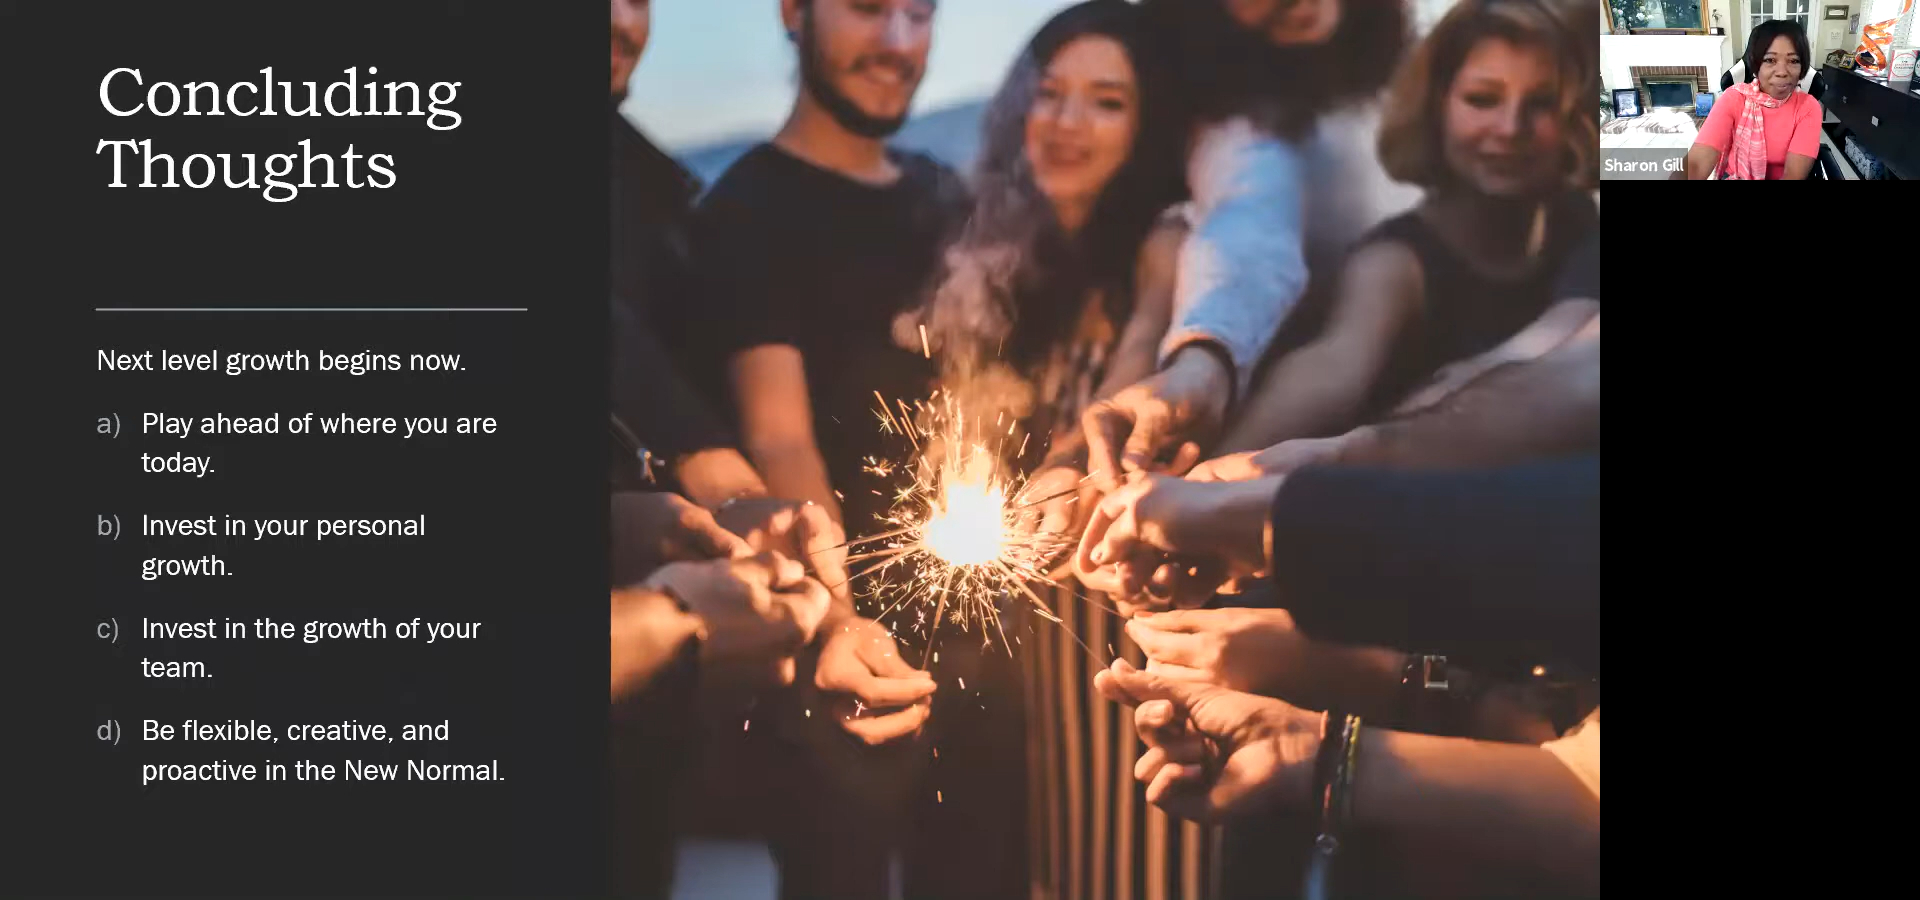 Concluding
Thoughts
Next level growth begins now.
a) Play ahead of where you are
today.
b) Invest in your personal
growth.
c) Invest in the growth of your
team.
d) Be flexible, creative, and
proactive in the New Normal.
Sharon Gill